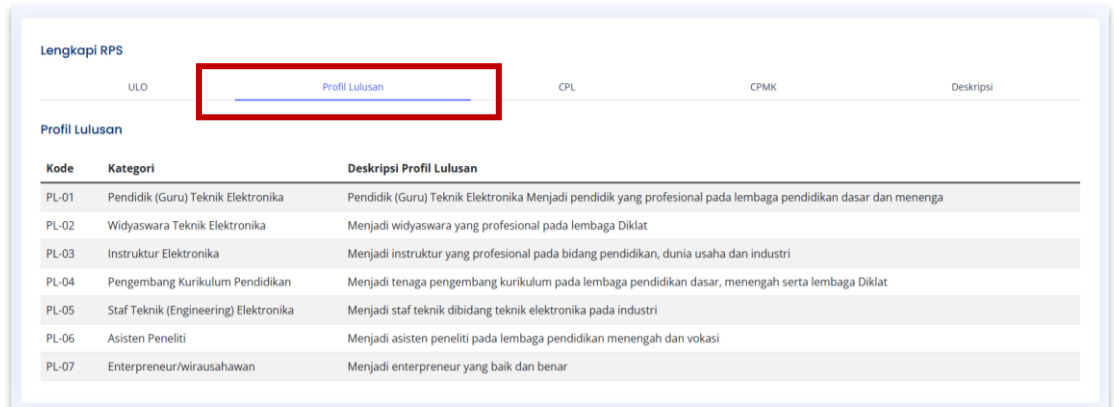 Lengkapi RPS
ULO Profil Lulusan CPL CPMK Deskripsi
Profil Lulusan
Kode Kategori Deskripsi Profil Lulusan
PL-01 Pendidik (Guru) Teknik Elektronika Pendidik (Guru) Teknik Elektronika Menjadi pendidik yang profesional pada lembaga pendidikan dasar dan menenga
PL-02 Widyaswara Teknik Elektronika Menjadi widyaswara yang profesional pada lembaga Diklat
PL-03 Instruktur Elektronika Menjadi instruktur yang profesional pada bidang pendidikan, dunia usaha dan industri
PL-04 Pengembang Kurikulum Pendidikan Menjadi tenaga pengembang kurikulum pada lembaga pendidikan dasar, menengah serta lembaga Diklat
PL-05 Staf Teknik (Engineering) Elektronika Menjadi staf teknik dibidang teknik elektronika pada industri
PL-06 Asisten Peneliti Menjadi asisten peneliti pada lembaga pendidikan menengah dan vokasi
PL-07 Enterpreneur/wirausahawan Menjadi enterpreneur yang baik dan benar